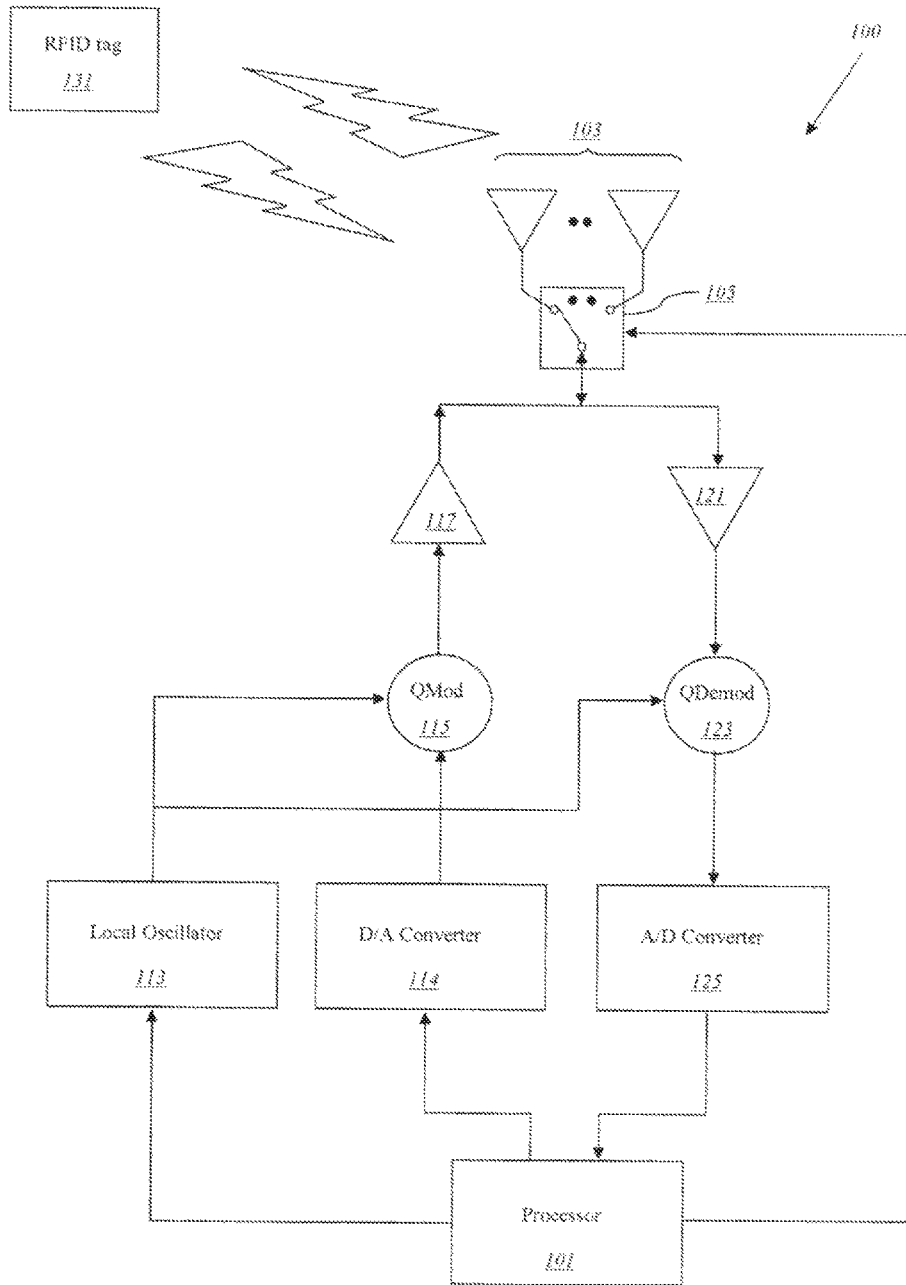 RFID tag
131
100
103
105
117
121
QMod
115
QDemod
123
Local Oscillator
113
D/A Converter
114
A/D Converter
125
Processor
101